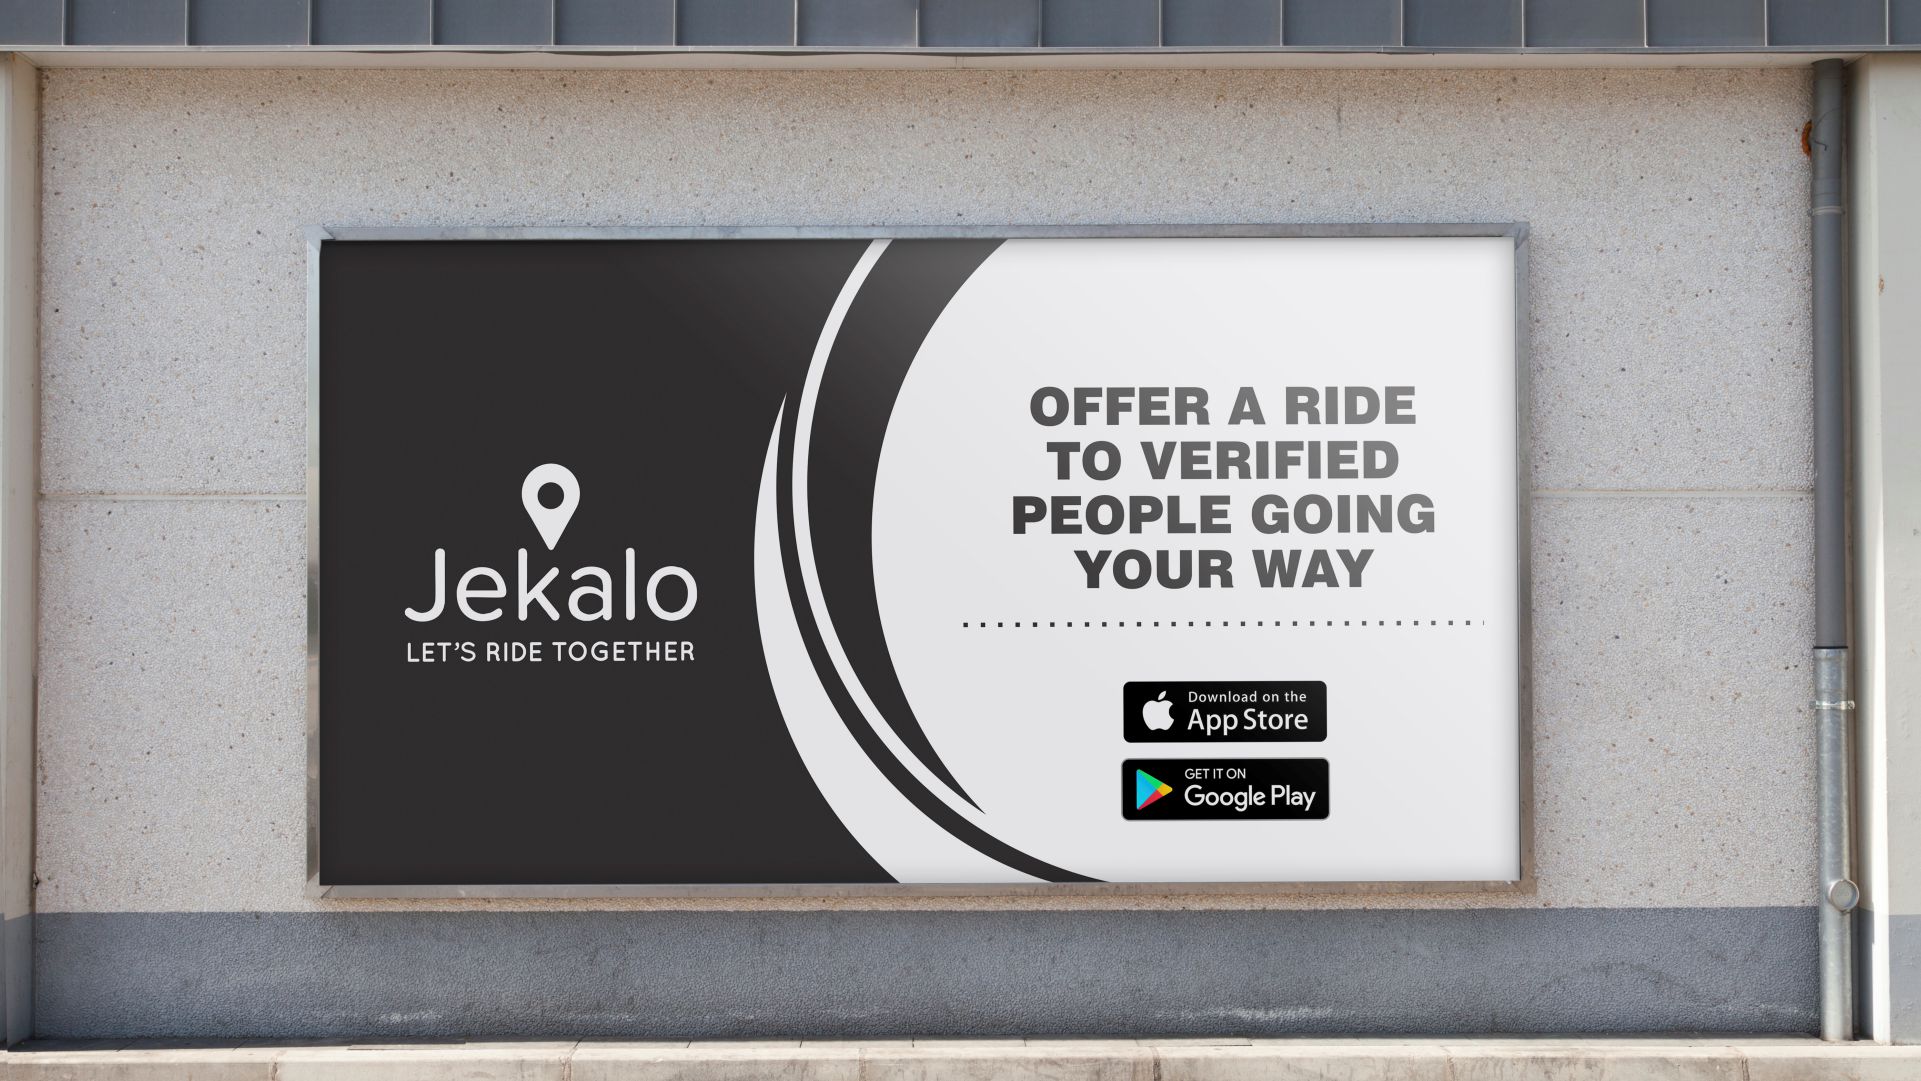 Jekalo
LET'S RIDE TOGETHER
OFFER A RIDE
TO VERIFIED
PEOPLE GOING
YOUR WAY
Download on the
App Store
GET IT ON
Google Play